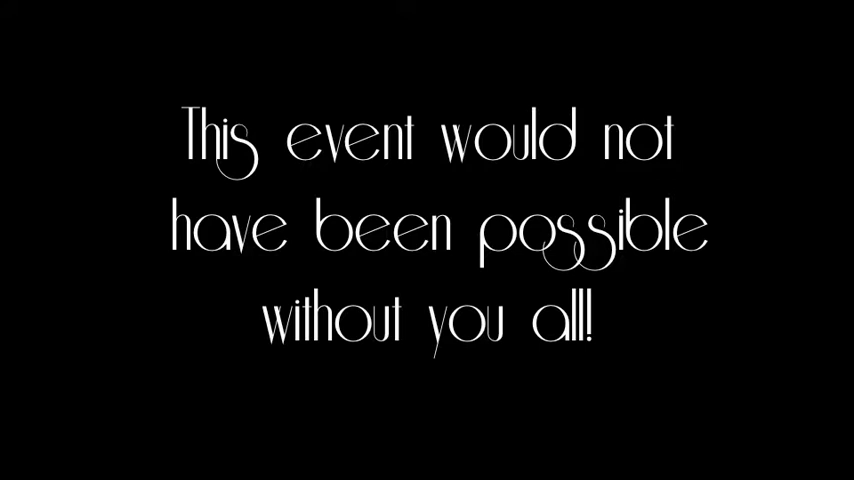 This event would not
have been possible
without you all!